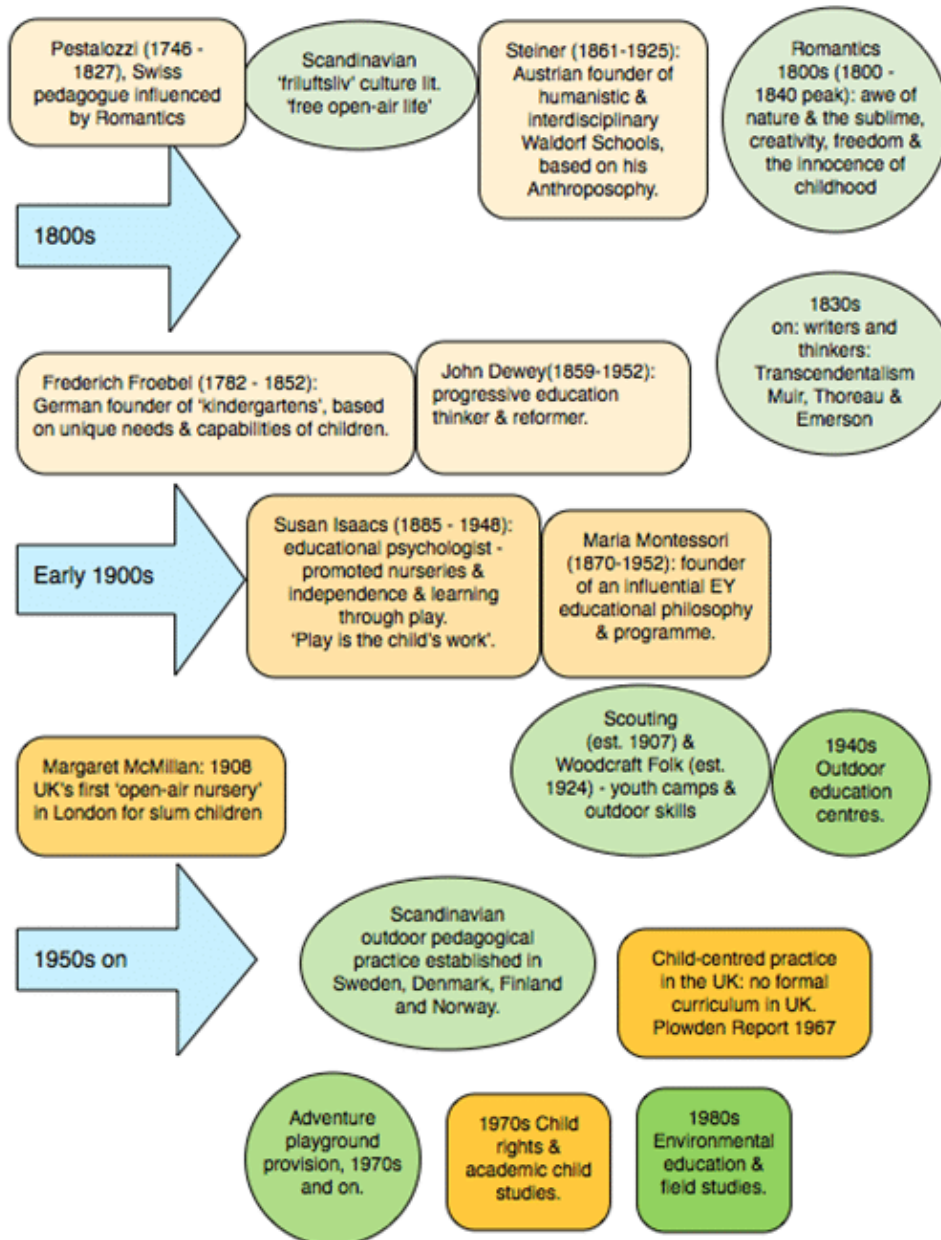 Pestalozzi (1746 -
1827), Swiss
pedagogue influenced
by Romantics
Scandinavian
'friluftsliv' culture lit.
'free open-air life'
Steiner (1861-1925):
Austrian founder of
humanistic &
interdisciplinary
Waldorf Schools,
based on his
Anthroposophy.
Romantics
1800s (1800 -
1840 peak): awe of
nature & the sublime,
creativity, freedom &
the innocence of
childhood
1800s
1830s
on: writers and
thinkers:
Transcendentalism
Muir, Thoreau &
Emerson
Frederich Froebel (1782 - 1852):
German founder of 'kindergartens', based
on unique needs & capabilities of children.
John Dewey(1859-1952):
progressive education
thinker & reformer.
Early 1900s
Susan Isaacs (1885 - 1948):
educational psychologist -
promoted nurseries &
independence & learning
through play.
'Play is the child's work'.
Maria Montessori
(1870-1952): founder
of an influential EY
educational philosophy
& programme.
Scouting
(est. 1907) &
Woodcraft Folk (est.
1924) - youth camps &
outdoor skills
1940s
Outdoor
education
centres.
Margaret McMillan: 1908
UK's first 'open-air nursery'
in London for slum children
1950s on
Scandinavian
outdoor pedagogical
practice established in
Sweden, Denmark, Finland
and Norway.
Child-centred practice
in the UK: no formal
curriculum in UK.
Plowden Report 1967
Adventure
playground
provision, 1970s
and on.
1970s Child
rights &
academic child
studies.
1980s
Environmental
education &
field studies.